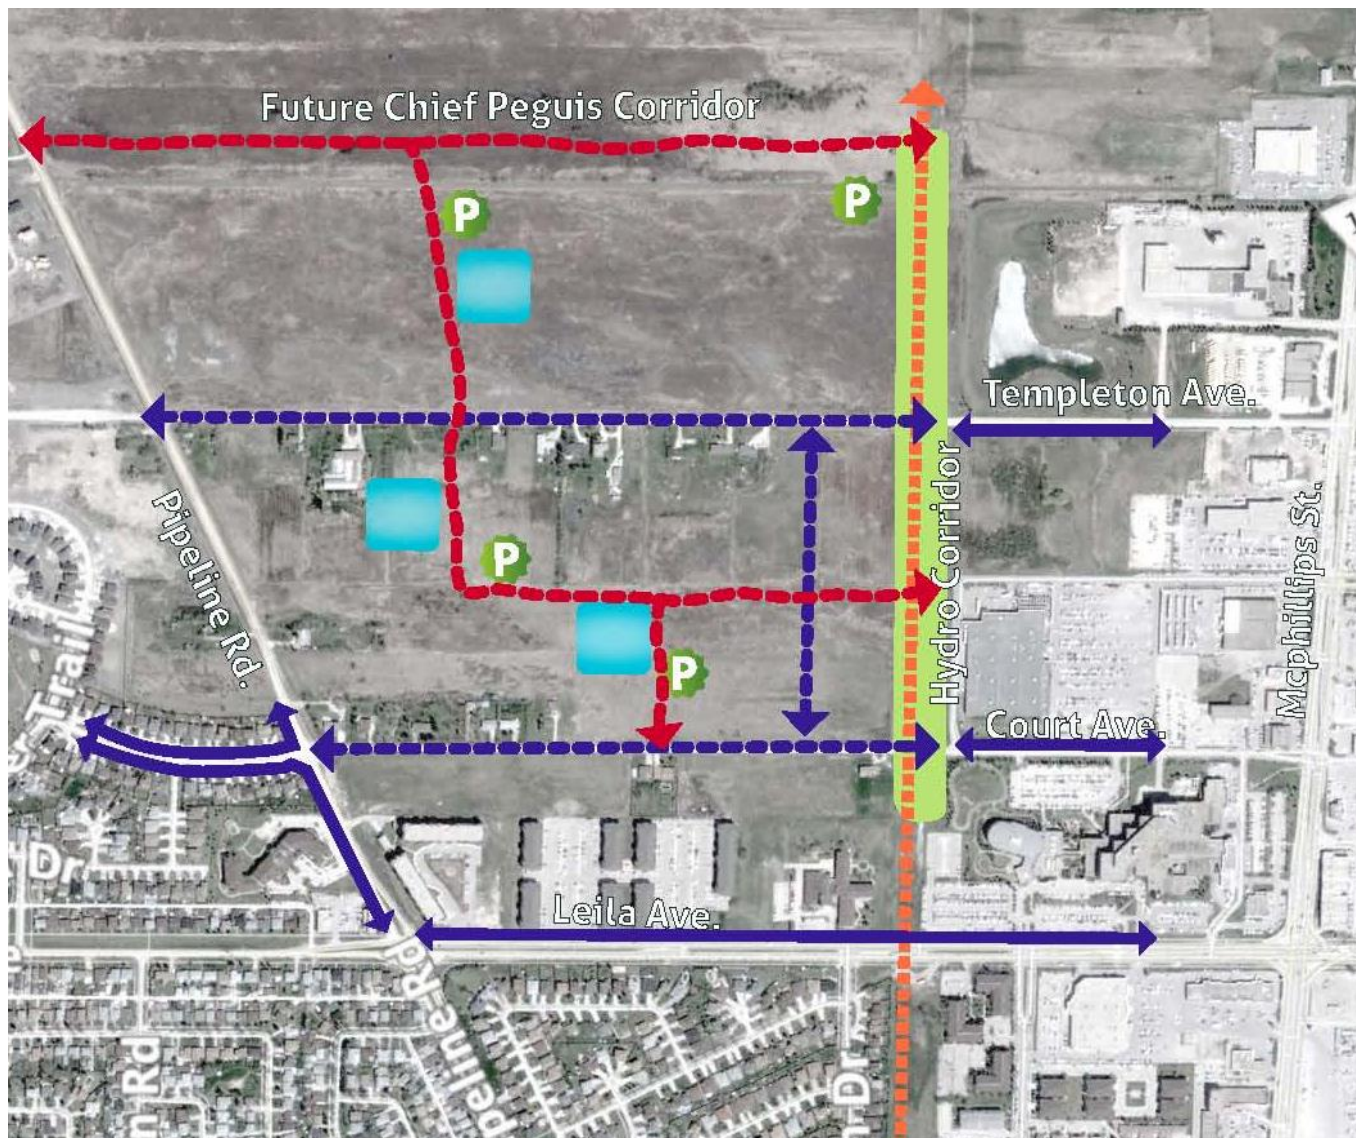 Future Chief Peguis Corridor
P
P
1
Templeton Ave.
Pipeline Rd.
Hydro Corridor
Mcphillips St.
P
Trail
P
Court Ave.
Dr
Leila Ave.
Pipeline Rd
Rd
Dr